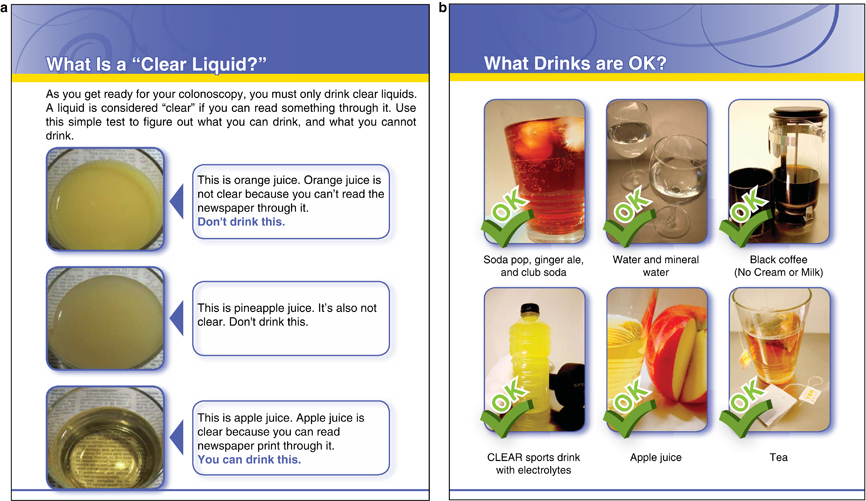 a
What Is a “Clear Liquid?”
As you get ready for your colonoscopy, you must only drink clear liquids.
A liquid is considered “clear” if you can read something through it. Use
this simple test to figure out what you can drink, and what you cannot
drink.
This is orange juice. Orange juice is
not clear because you can’t read the
newspaper through it.
Don't drink this.
This is pineapple juice. It’s also not
clear. Don't drink this.
This is apple juice. Apple juice is
clear because you can read
newspaper print through it.
You can drink this.
b
What Drinks are OK?
OK
OK
OK
Soda pop, ginger ale,
and club soda
Water and mineral
water
Black coffee
(No Cream or Milk)
OK
OK
OK
CLEAR sports drink
with electrolytes
Apple juice
Tea